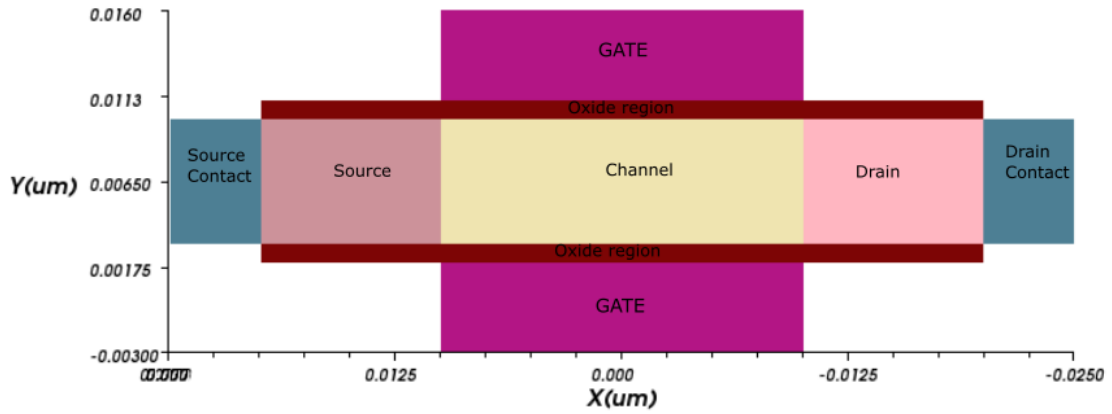 0.0160
GATE
0.0113
Oxide region
Source
Contact
Source
Channel
Drain
Drain
Contact
Y(um)
0.00650
Oxide region
0.00175
GATE
-0.00300
0.0125
0.000
-0.0125
-0.0250
X(um)